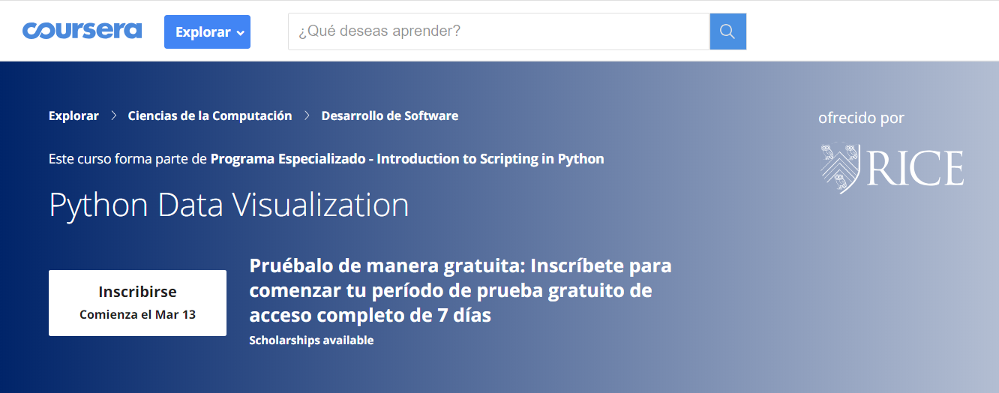 coursera
Explorar
¿Qué deseas aprender?
Explorar > Ciencias de la Computación > Desarrollo de Software
ofrecido por
RICE
Este curso forma parte de Programa Especializado - Introduction to Scripting in Python
Python Data Visualization
Inscribirse
Comienza el Mar 13
Pruébalo de manera gratuita: Inscríbete para
comenzar tu período de prueba gratuito de
acceso completo de 7 días
Scholarships available